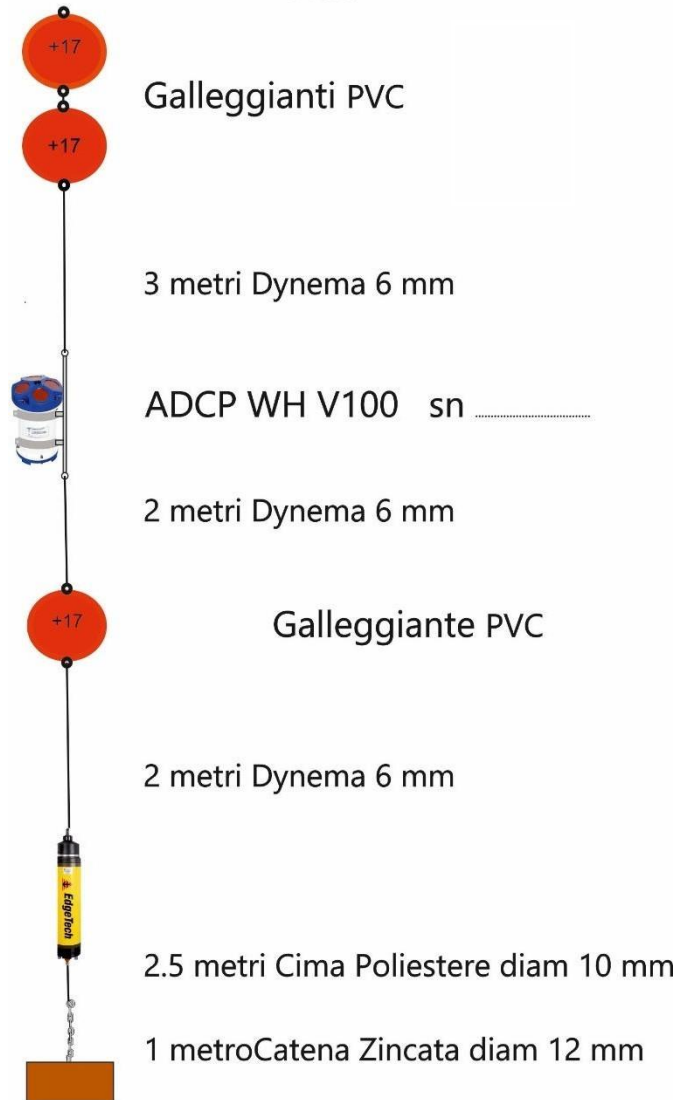 +17
Galleggianti PVC
+17
3 metri Dynema 6 mm
ADCP WH V100 sn ........................
2 metri Dynema 6 mm
+17
Galleggiante PVC
2 metri Dynema 6 mm
EdgeTech
2.5 metri Cima Poliestere diam 10 mm
1 metroCatena Zincata diam 12 mm